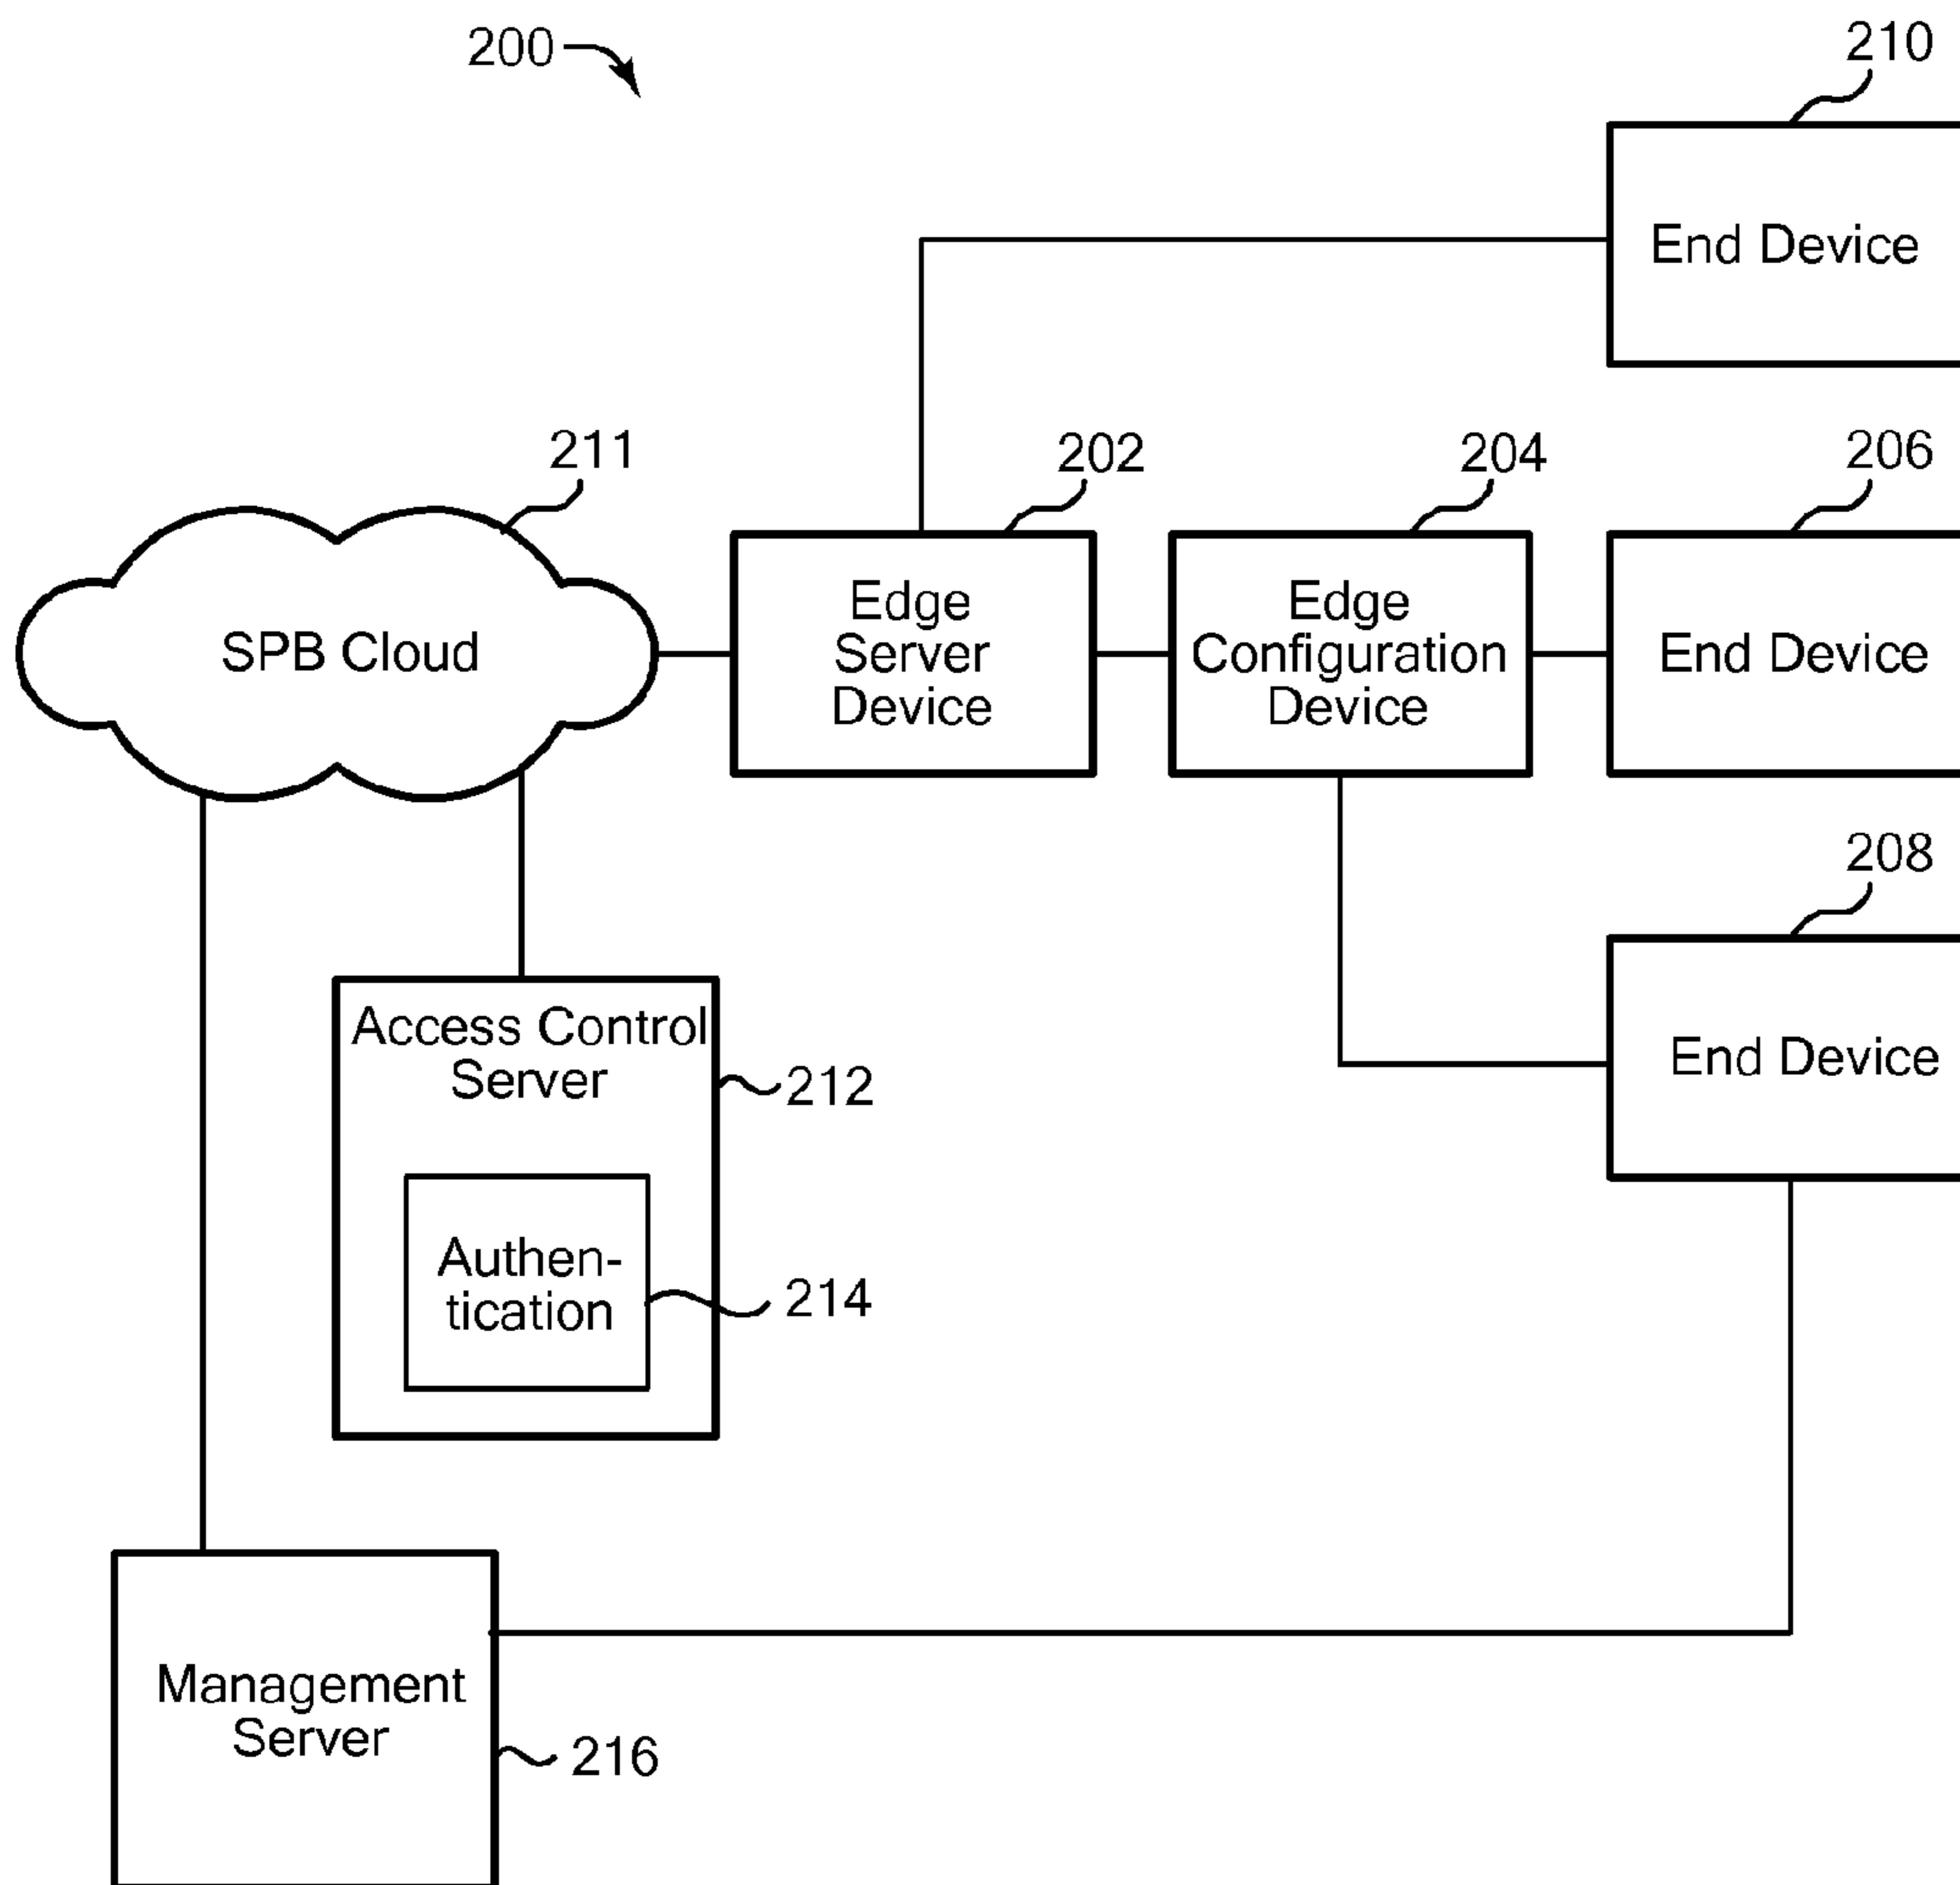 200
210
End Device
211
202
204
206
SPB Cloud
Edge
Server
Device
Edge
Configuration
Device
End Device
208
End Device
Access Control
Server
212
Authen-
tication
214
Management
Server
216